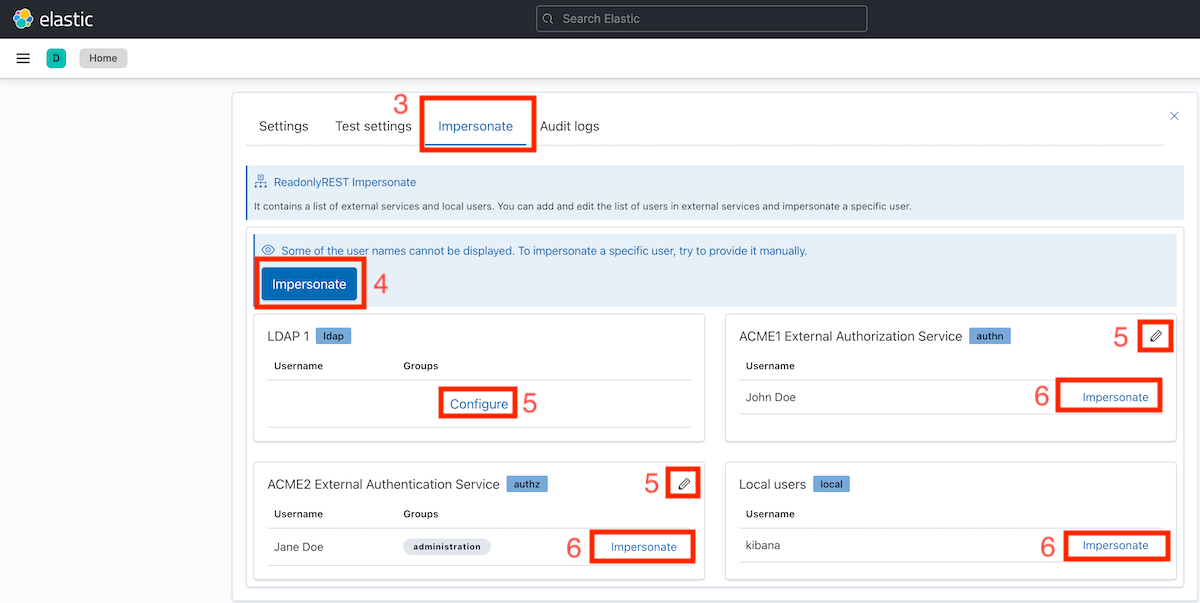 elastic
Search Elastic
D
Home
3
Settings
Test settings
Impersonate
Audit logs
ReadonlyREST Impersonate
It contains a list of external services and local users. You can add and edit the list of users in external services and impersonate a specific user.
Some of the user names cannot be displayed. To impersonate a specific user, try to provide it manually.
Impersonate
4
LDAP 1 ldap
Username Groups
Configure 5
ACME1 External Authorization Service authn
5
Username
John Doe
6
Impersonate
ACME2 External Authentication Service authz
5
Username Groups
Jane Doe administration
6
Impersonate
Local users local
Username
kibana
6
Impersonate